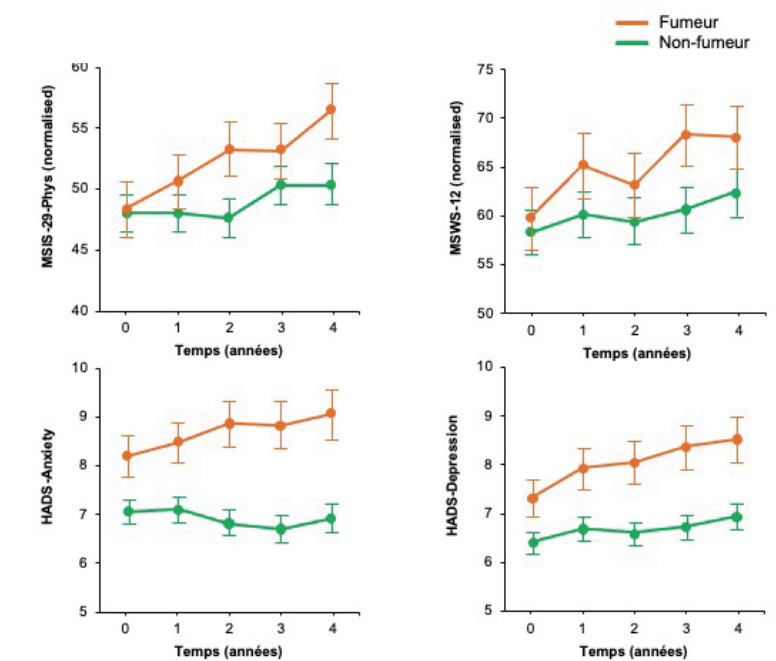 Fumeur
Non-fumeur
MSIS-29-Phys (normalised)
60
55
50
45
40
0 1 2 3 4
Temps (années)
MSWS-12 (normalised)
75
70
65
60
55
50
0 1 2 3 4
Temps (années)
HADS-Anxiety
10
9
8
7
6
5
0 1 2 3 4
Temps (années)
HADS-Depression
10
9
8
7
6
5
0 1 2 3 4
Temps (années)